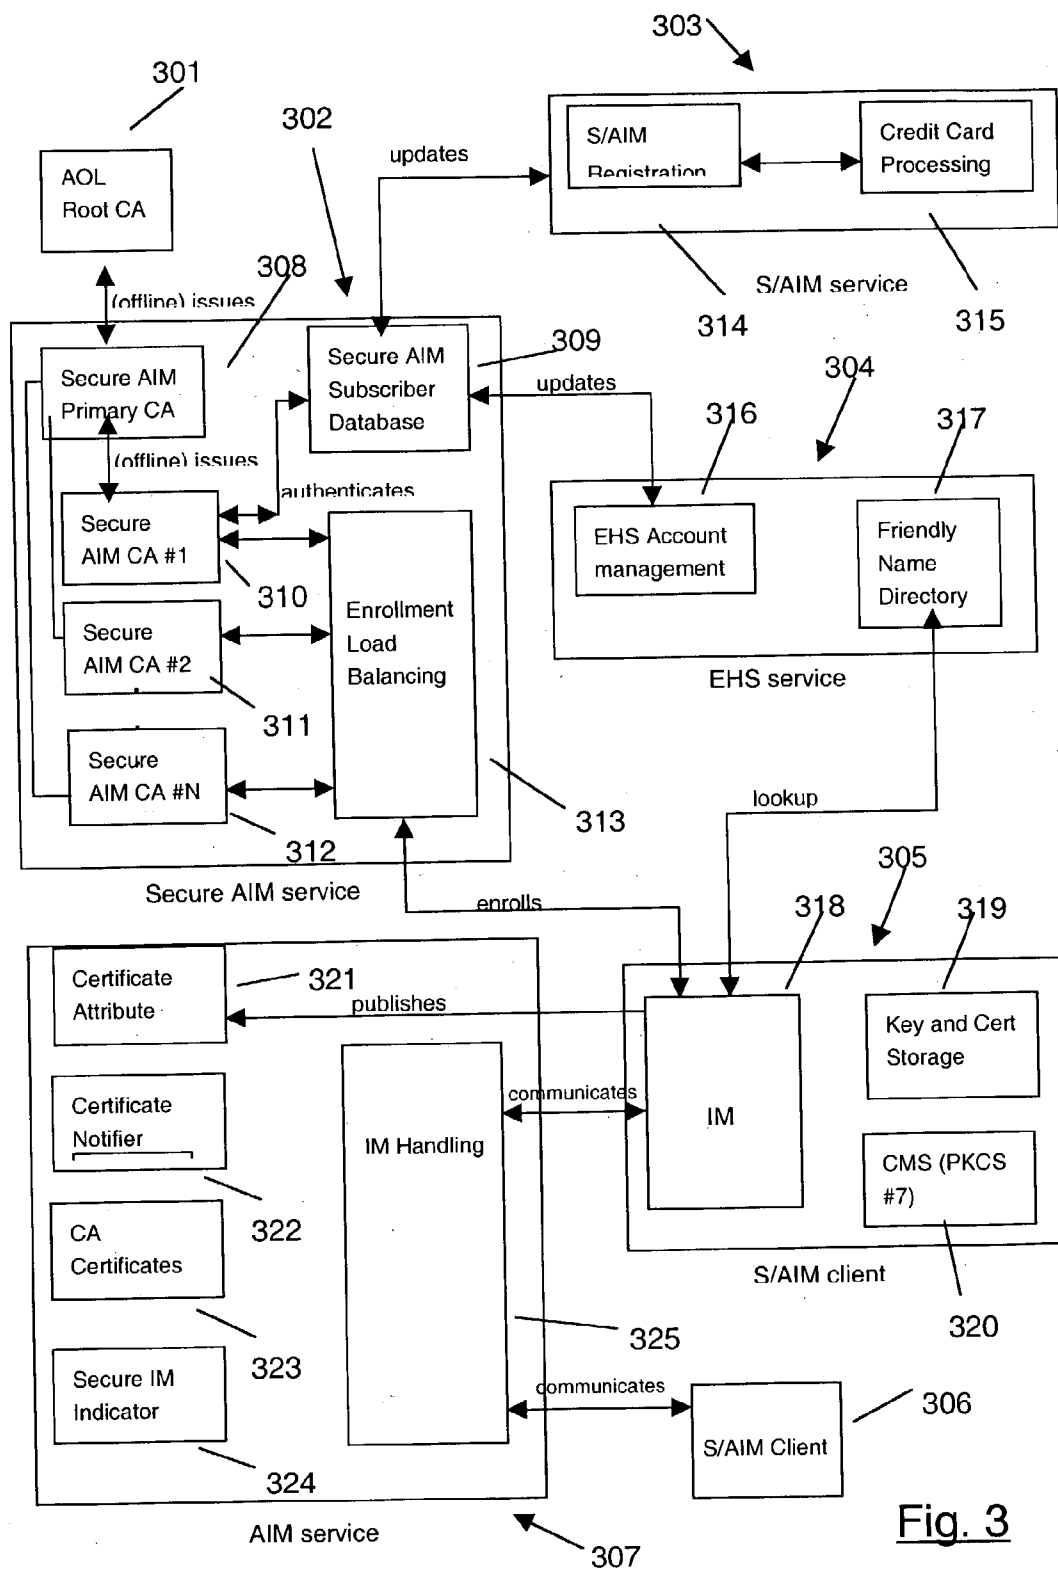 303
301
302
S/AIM
Registration
Credit Card
Processing
updates
AOL
Root CA
308
S/AIM service
314
315
(offline) issues
309
Secure AIM
Primary CA
Secure AIM
Subscriber
Database
updates
304
316
317
(offline) issues
authenticates
Secure
AIM CA #1
310
EHS Account
management
Friendly
Name
Directory
Enrollment
Load
Balancing
Secure
AIM CA #2
311
EHS service
Secure
AIM CA #N
312
313
lookup
305
Secure AIM service
enrolls
318
319
Certificate
Attribute
321
publishes
Key and Cert
Storage
Certificate
Notifier
322
IM Handling
communicates
IM
CMS (PKCS
#7)
CA
Certificates
323
S/AIM client
320
325
Secure IM
Indicator
324
communicates
306
S/AIM Client
AIM service
307
Fig. 3